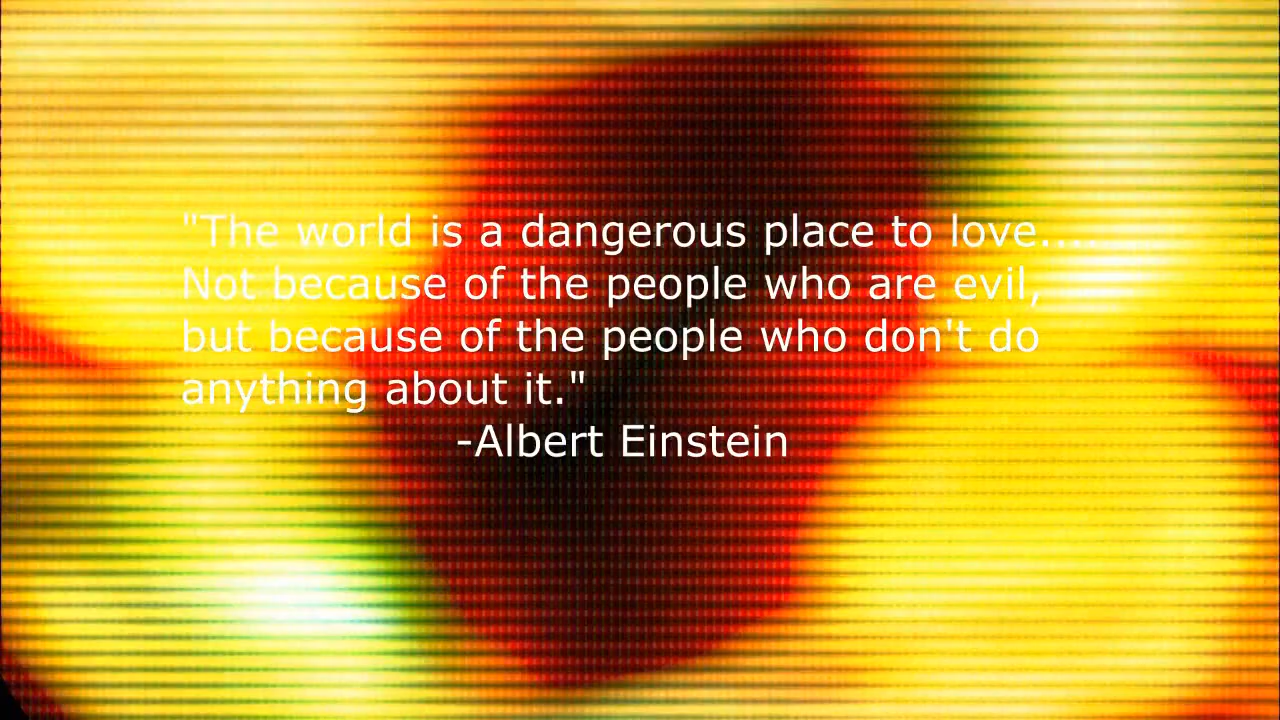 "The world is a dangerous place to love........
Not because of the people who are evil,
but because of the people who don't do
anything about it."
-Albert Einstein